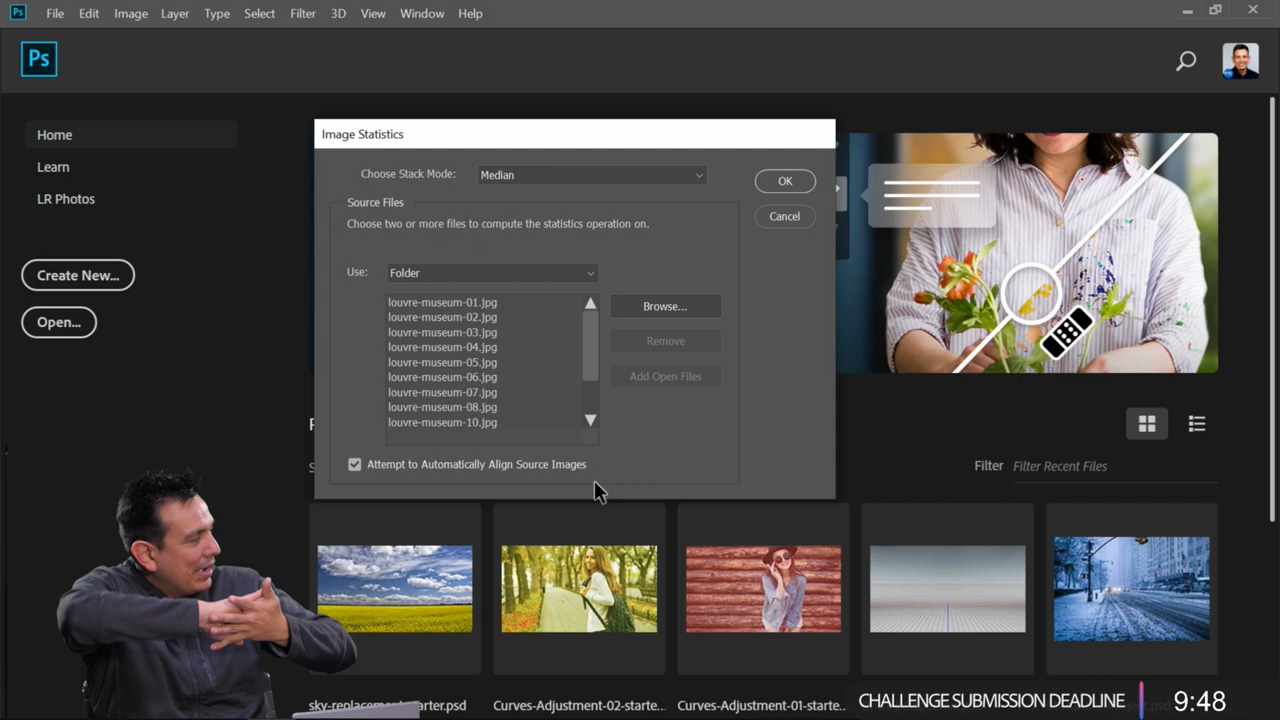 Ps File Edit Image Layer Type Select Filter 3D View Window Help
Ps
Home
Learn
LR Photos
Create New...
Open...
Image Statistics
Choose Stack Mode: Median
OK
Source Files
Cancel
Choose two or more files to compute the statistics operation on.
Use: Folder
louvre-museum-01.jpg
louvre-museum-02.jpg
louvre-museum-03.jpg
louvre-museum-04.jpg
louvre-museum-05.jpg
louvre-museum-06.jpg
louvre-museum-07.jpg
louvre-museum-08.jpg
louvre-museum-10.jpg
Browse...
Remove
Add Open Files
Attempt to Automatically Align Source Images
Filter Filter Recent Files
Curves-Adjustment-02-starte...
Curves-Adjustment-01-starte...
CHALLENGE SUBMISSION DEADLINE 9:48